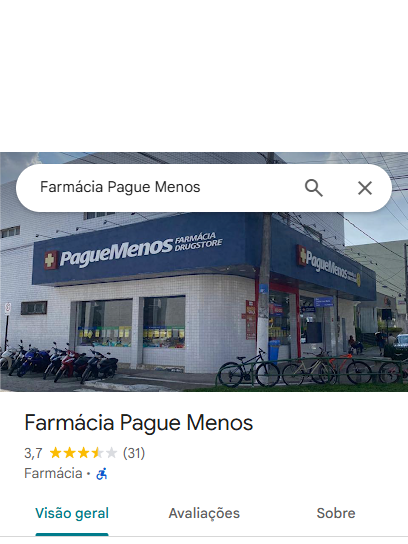 Farmácia Pague Menos
PagueMenos FARMÁCIA
DRUGSTORE
PagueMenos
Farmácia Pague Menos
3,7 (31)
Farmácia ·
Visão geral Avaliações Sobre